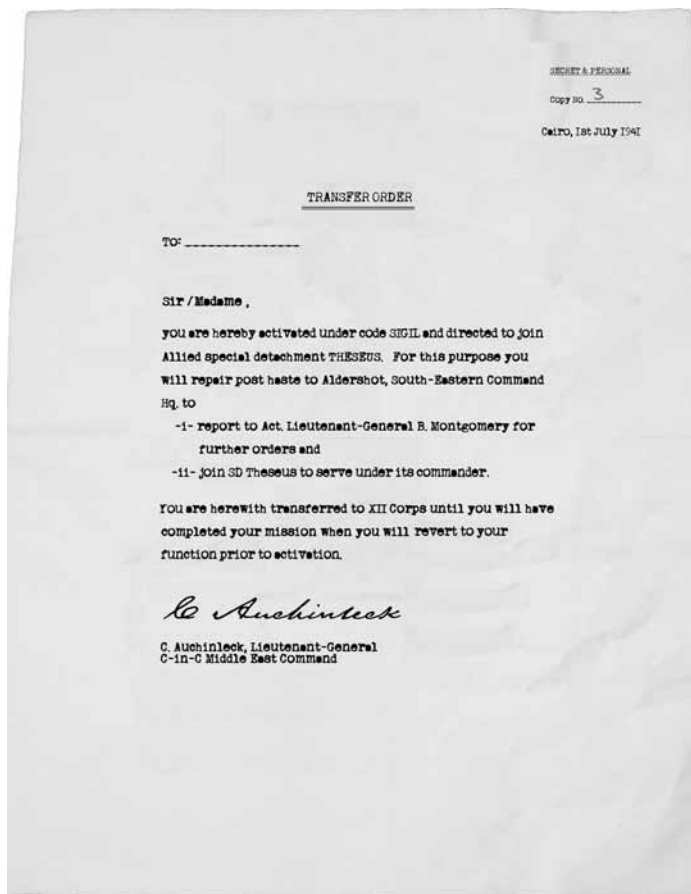 SECRET & PERSONAL
Copy No. 3
Cairo, 1st July 1941
TRANSFER ORDER
TO: _______________
Sir / Madame ,
you are hereby activated under code SIGIL and directed to join
Allied special detachment THESEUS. For this purpose you
will repair post haste to Aldershot, South-Eastern Command
Hq. to
-i- report to Act. Lieutenant-General B. Montgomery for
further orders and
-ii- join SD Theseus to serve under its commander.
You are herewith transferred to XII Corps until you will have
completed your mission when you will revert to your
function prior to activation.
C Auchinleck
C. Auchinleck, Lieutenant-General
C-in-C Middle East Command